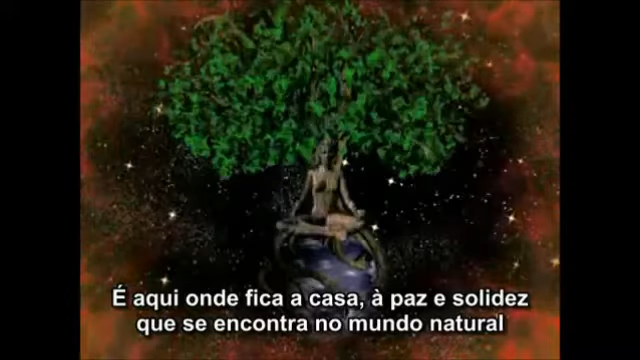 É aqui onde fica a casa, à paz e solidez
que se encontra no mundo natural